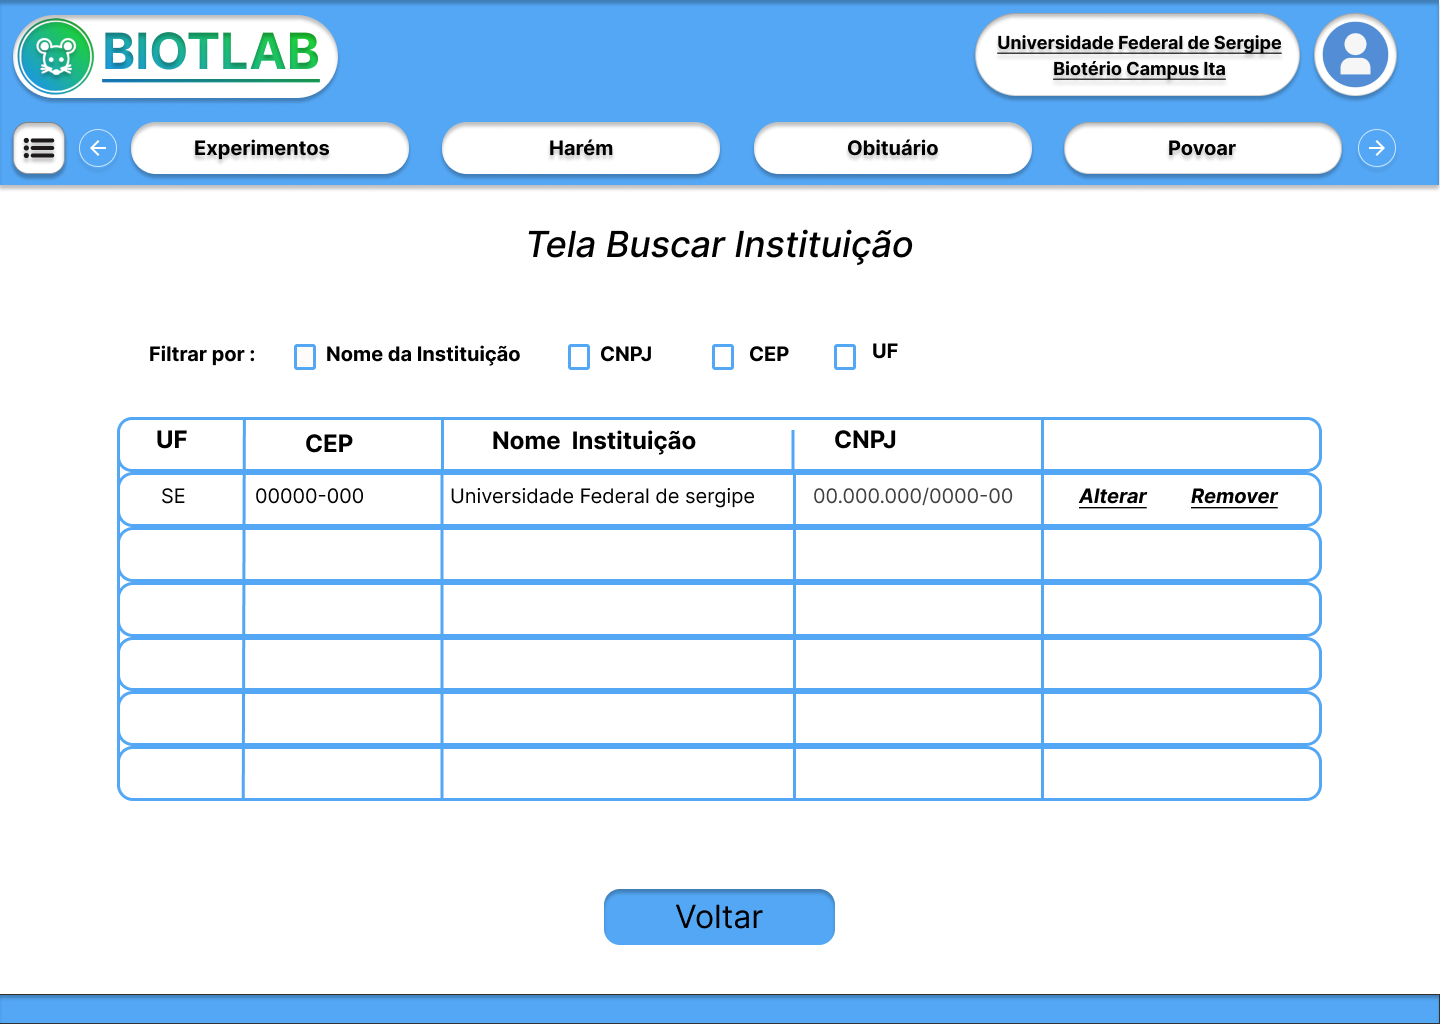 BIOTLAB
Universidade Federal de Sergipe
Biotério Campus Ita
Experimentos
Harém
Obituário
Povoar
Tela Buscar Instituição
Filtrar por : Nome da Instituição CNPJ CEP UF
UF CEP Nome Instituição CNPJ
SE 00000-000 Universidade Federal de sergipe 00.000.000/0000-00 Alterar Remover
Voltar